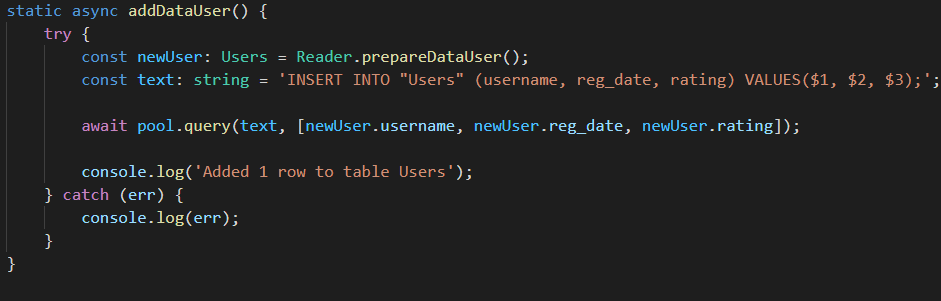 static async addDataUser() {
    try {
        const newUser: Users = Reader.prepareDataUser();
        const text: string = 'INSERT INTO "Users" (username, reg_date, rating) VALUES($1, $2, $3);';

        await pool.query(text, [newUser.username, newUser.reg_date, newUser.rating]);

        console.log('Added 1 row to table Users');
    } catch (err) {
        console.log(err);
    }
}